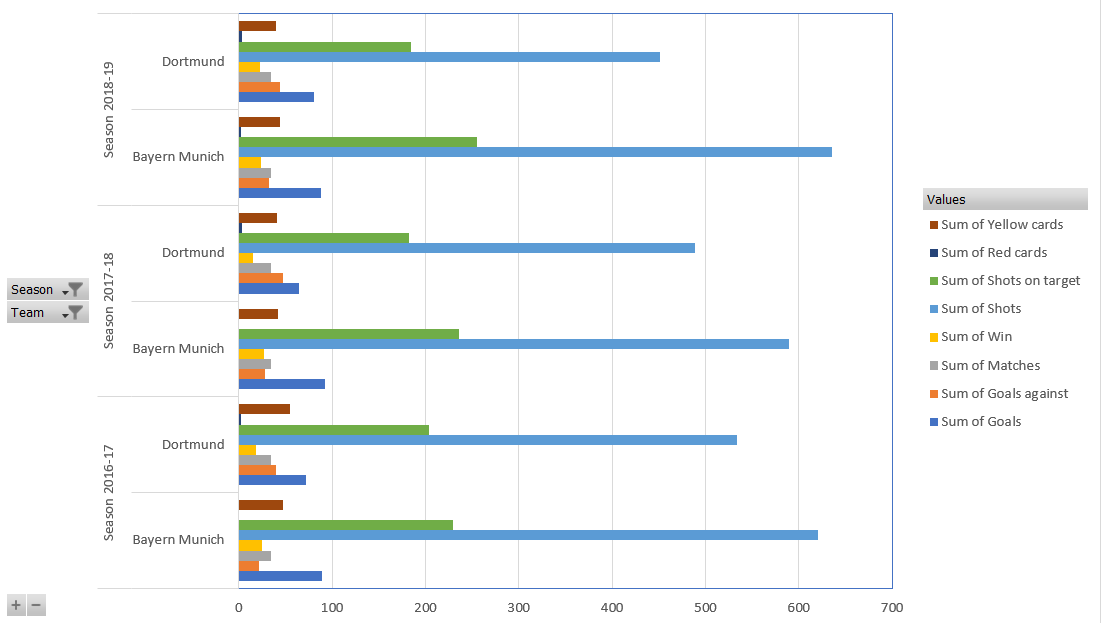 Season 2018-19
Dortmund
Bayern Munich
Season 2017-18
Dortmund
Bayern Munich
Season 2016-17
Dortmund
Bayern Munich
0 100 200 300 400 500 600 700
Season
Team
+ −
Values
Sum of Yellow cards
Sum of Red cards
Sum of Shots on target
Sum of Shots
Sum of Win
Sum of Matches
Sum of Goals against
Sum of Goals